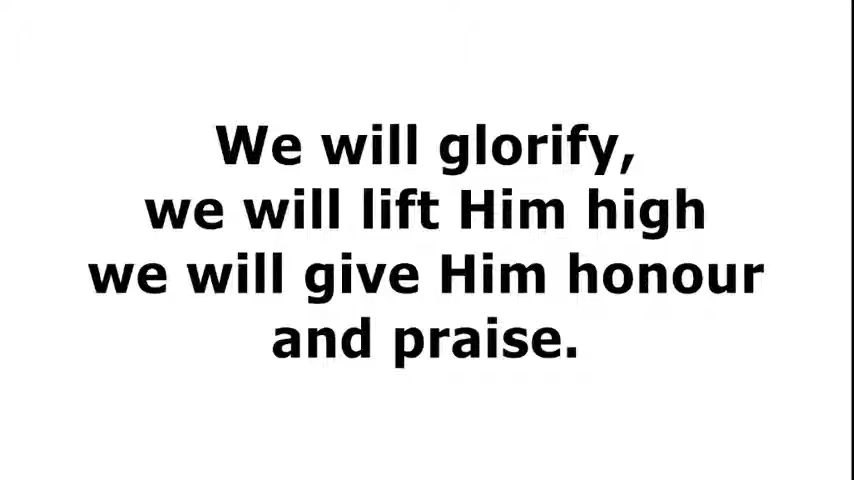 We will glorify,
we will lift Him high
we will give Him honour
and praise.